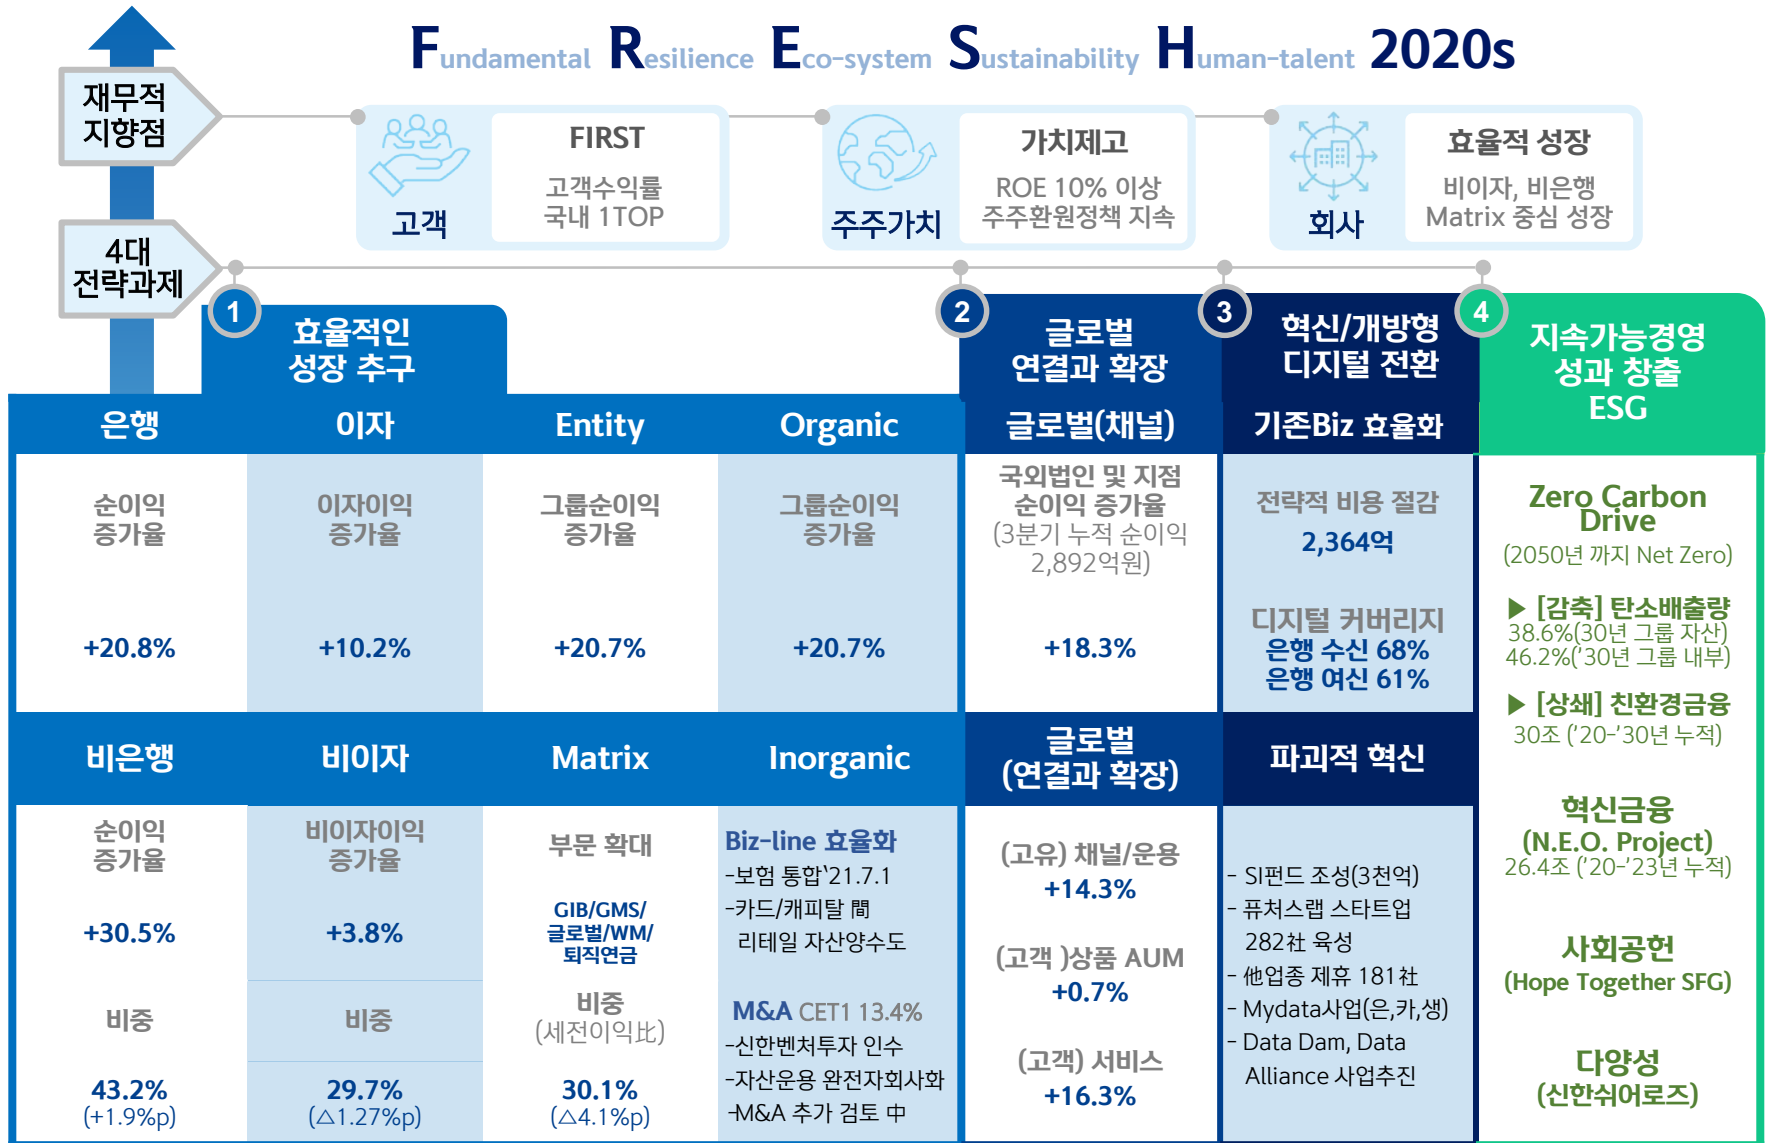 Fundamental Resilience Eco-system Sustainability Human-talent 2020s
재무적
지향점
고객
FIRST
고객수익률
국내 1TOP
주주가치
가치제고
ROE 10% 이상
주주환원정책 지속
회사
효율적 성장
비이자, 비은행
Matrix 중심 성장
4대
전략과제
1
효율적인
성장 추구
2
글로벌
연결과 확장
3
혁신/개방형
디지털 전환
4
지속가능경영
성과 창출
ESG
은행
이자
Entity
Organic
글로벌(채널)
기존Biz 효율화
순이익
증가율
+20.8%
이자이익
증가율
+10.2%
그룹순이익
증가율
+20.7%
그룹순이익
증가율
+20.7%
국외법인 및 지점
순이익 증가율
(3분기 누적 순이익
2,892억원)
+18.3%
전략적 비용 절감
2,364억
디지털 커버리지
은행 수신 68%
은행 여신 61%
비은행
비이자
Matrix
Inorganic
글로벌
(연결과 확장)
파괴적 혁신
순이익
증가율
+30.5%
비중
43.2%
(+1.9%p)
비이자이익
증가율
+3.8%
비중
29.7%
(△1.27%p)
부문 확대
GIB/GMS/
글로벌/WM/
퇴직연금
비중
(세전이익比)
30.1%
(△4.1%p)
Biz-line 효율화
-보험 통합‘21.7.1
-카드/캐피탈 間
리테일 자산양수도
M&A CET1 13.4%
-신한벤처투자 인수
-자산운용 완전자회사화
-M&A 추가 검토 中
(고유) 채널/운용
+14.3%
(고객 )상품 AUM
+0.7%
(고객) 서비스
+16.3%
- SI펀드 조성(3천억)
- 퓨처스랩 스타트업
282社 육성
- 他업종 제휴 181社
- Mydata사업(은,카,생)
- Data Dam, Data
Alliance 사업추진
Zero Carbon
Drive
(2050년 까지 Net Zero)
▶ [감축] 탄소배출량
38.6%(30년 그룹 자산)
46.2%(’30년 그룹 내부)
▶ [상쇄] 친환경금융
30조 (’20-’30년 누적)
혁신금융
(N.E.O. Project)
26.4조 (’20-’23년 누적)
사회공헌
(Hope Together SFG)
다양성
(신한쉬어로즈)